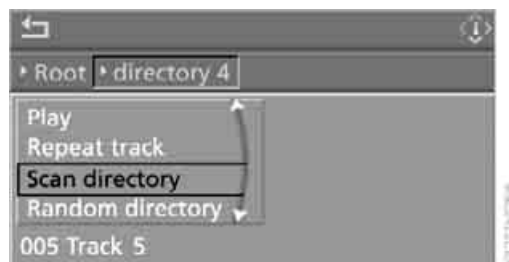 Root directory 4
Play
Repeat track
Scan directory
Random directory
005 Track 5